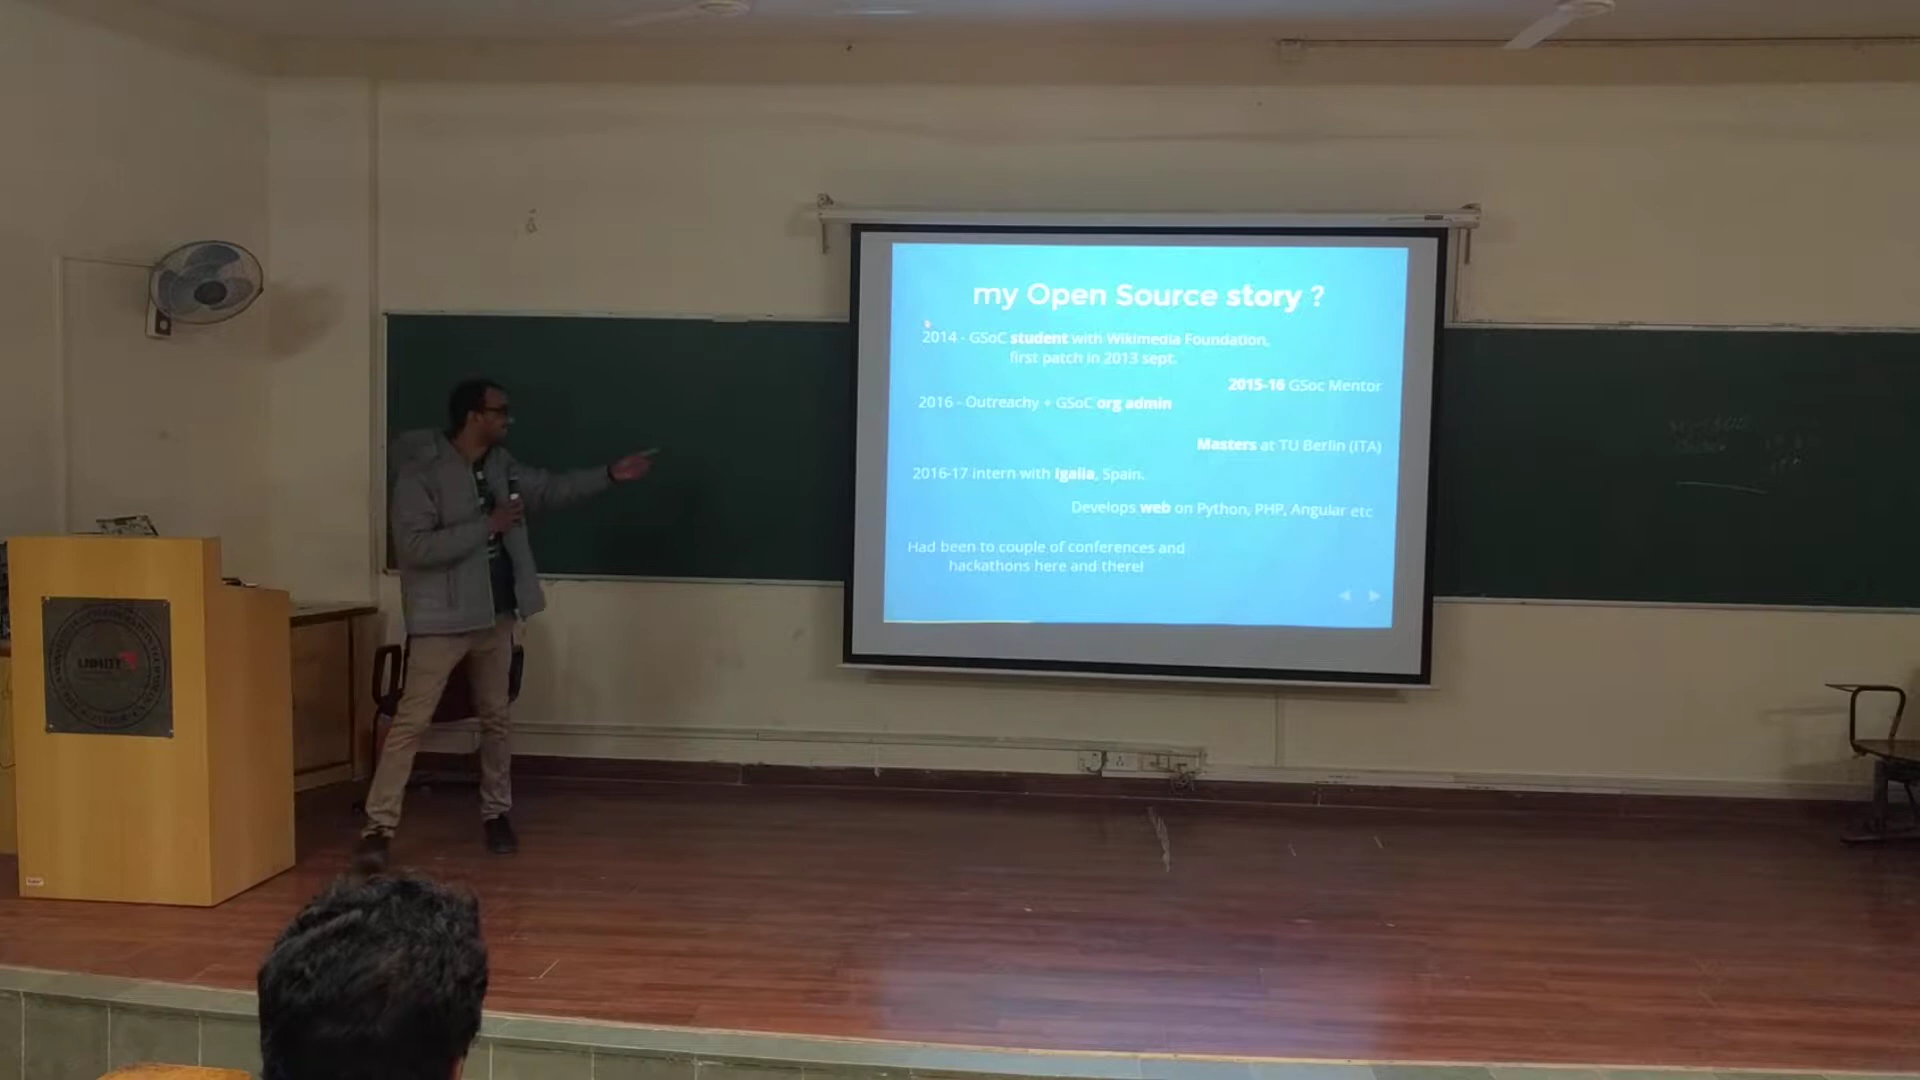 my Open Source story ?
2014 - GSoC student with Wikimedia Foundation,
first patch in 2013 sept.
2015-16 GSoc Mentor
2016 - Outreachy + GSoC org admin
Masters at TU Berlin (ITA)
2016-17 intern with Igalia, Spain.
Develops web on Python, PHP, Angular etc
Had been to couple of conferences and
hackathons here and there!